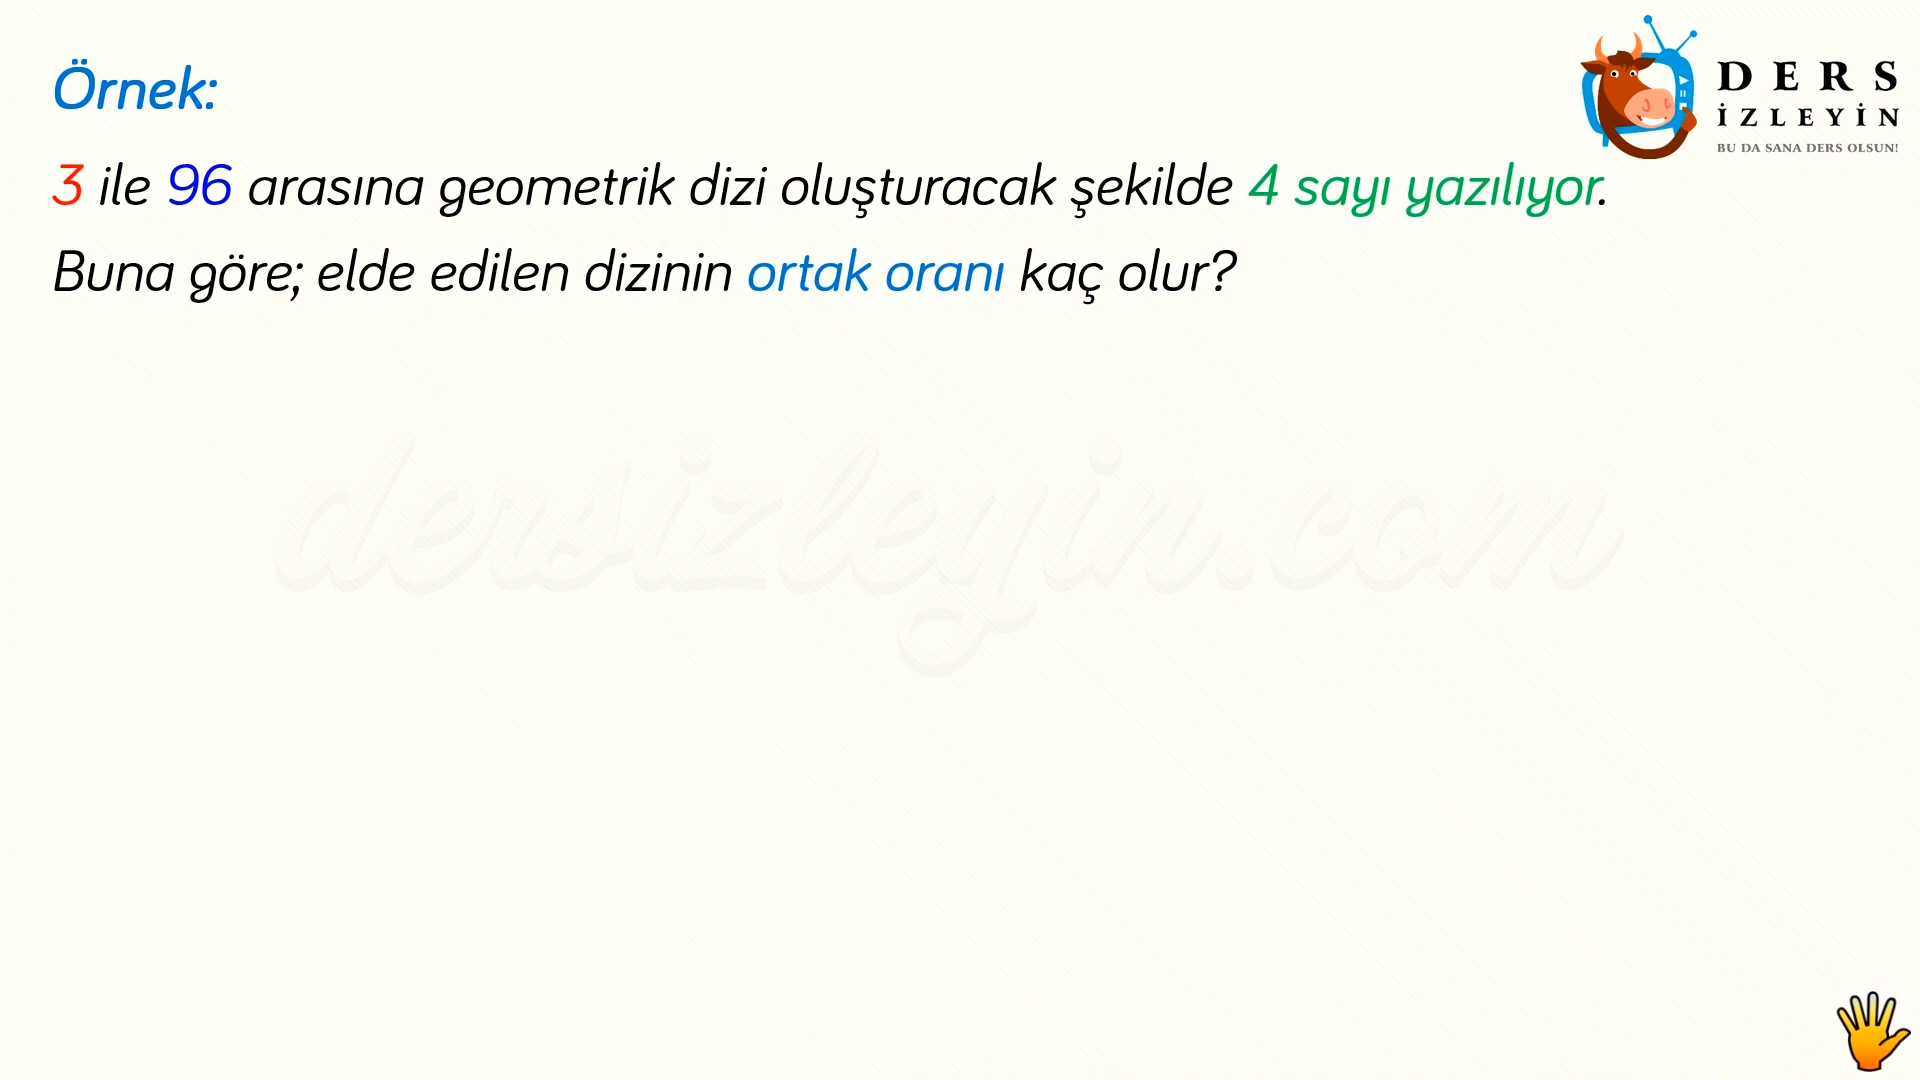 Örnek:
DERS
İZLEYİN
BU DA SANA DERS OLSUN!
3 ile 96 arasına geometrik dizi oluşturacak şekilde 4 sayı yazılıyor.
Buna göre; elde edilen dizinin ortak oranı kaç olur?
dersizleyin.com